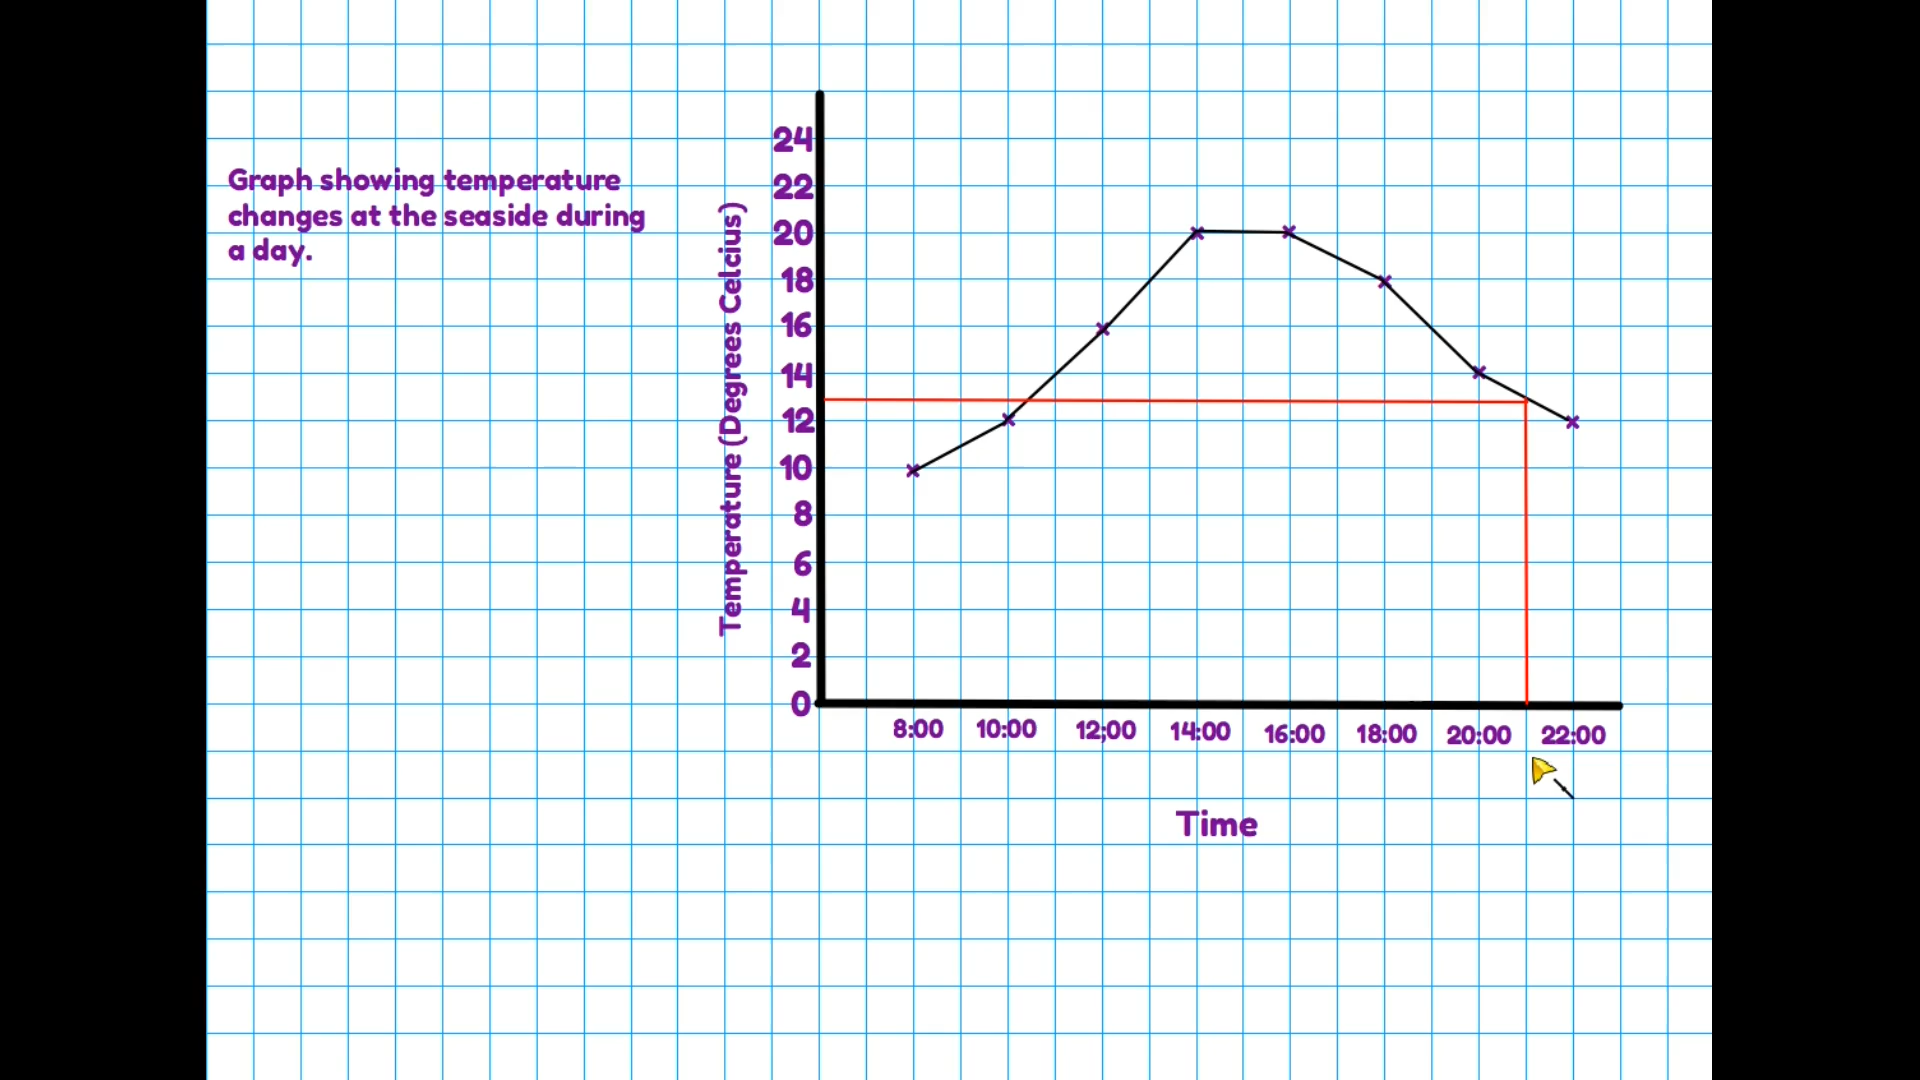 Graph showing temperature
changes at the seaside during
a day.
Temperature (Degrees Celcius)
24
22
20
18
16
14
12
10
8
6
4
2
0
8:00 10:00 12;00 14:00 16:00 18:00 20:00 22:00
Time